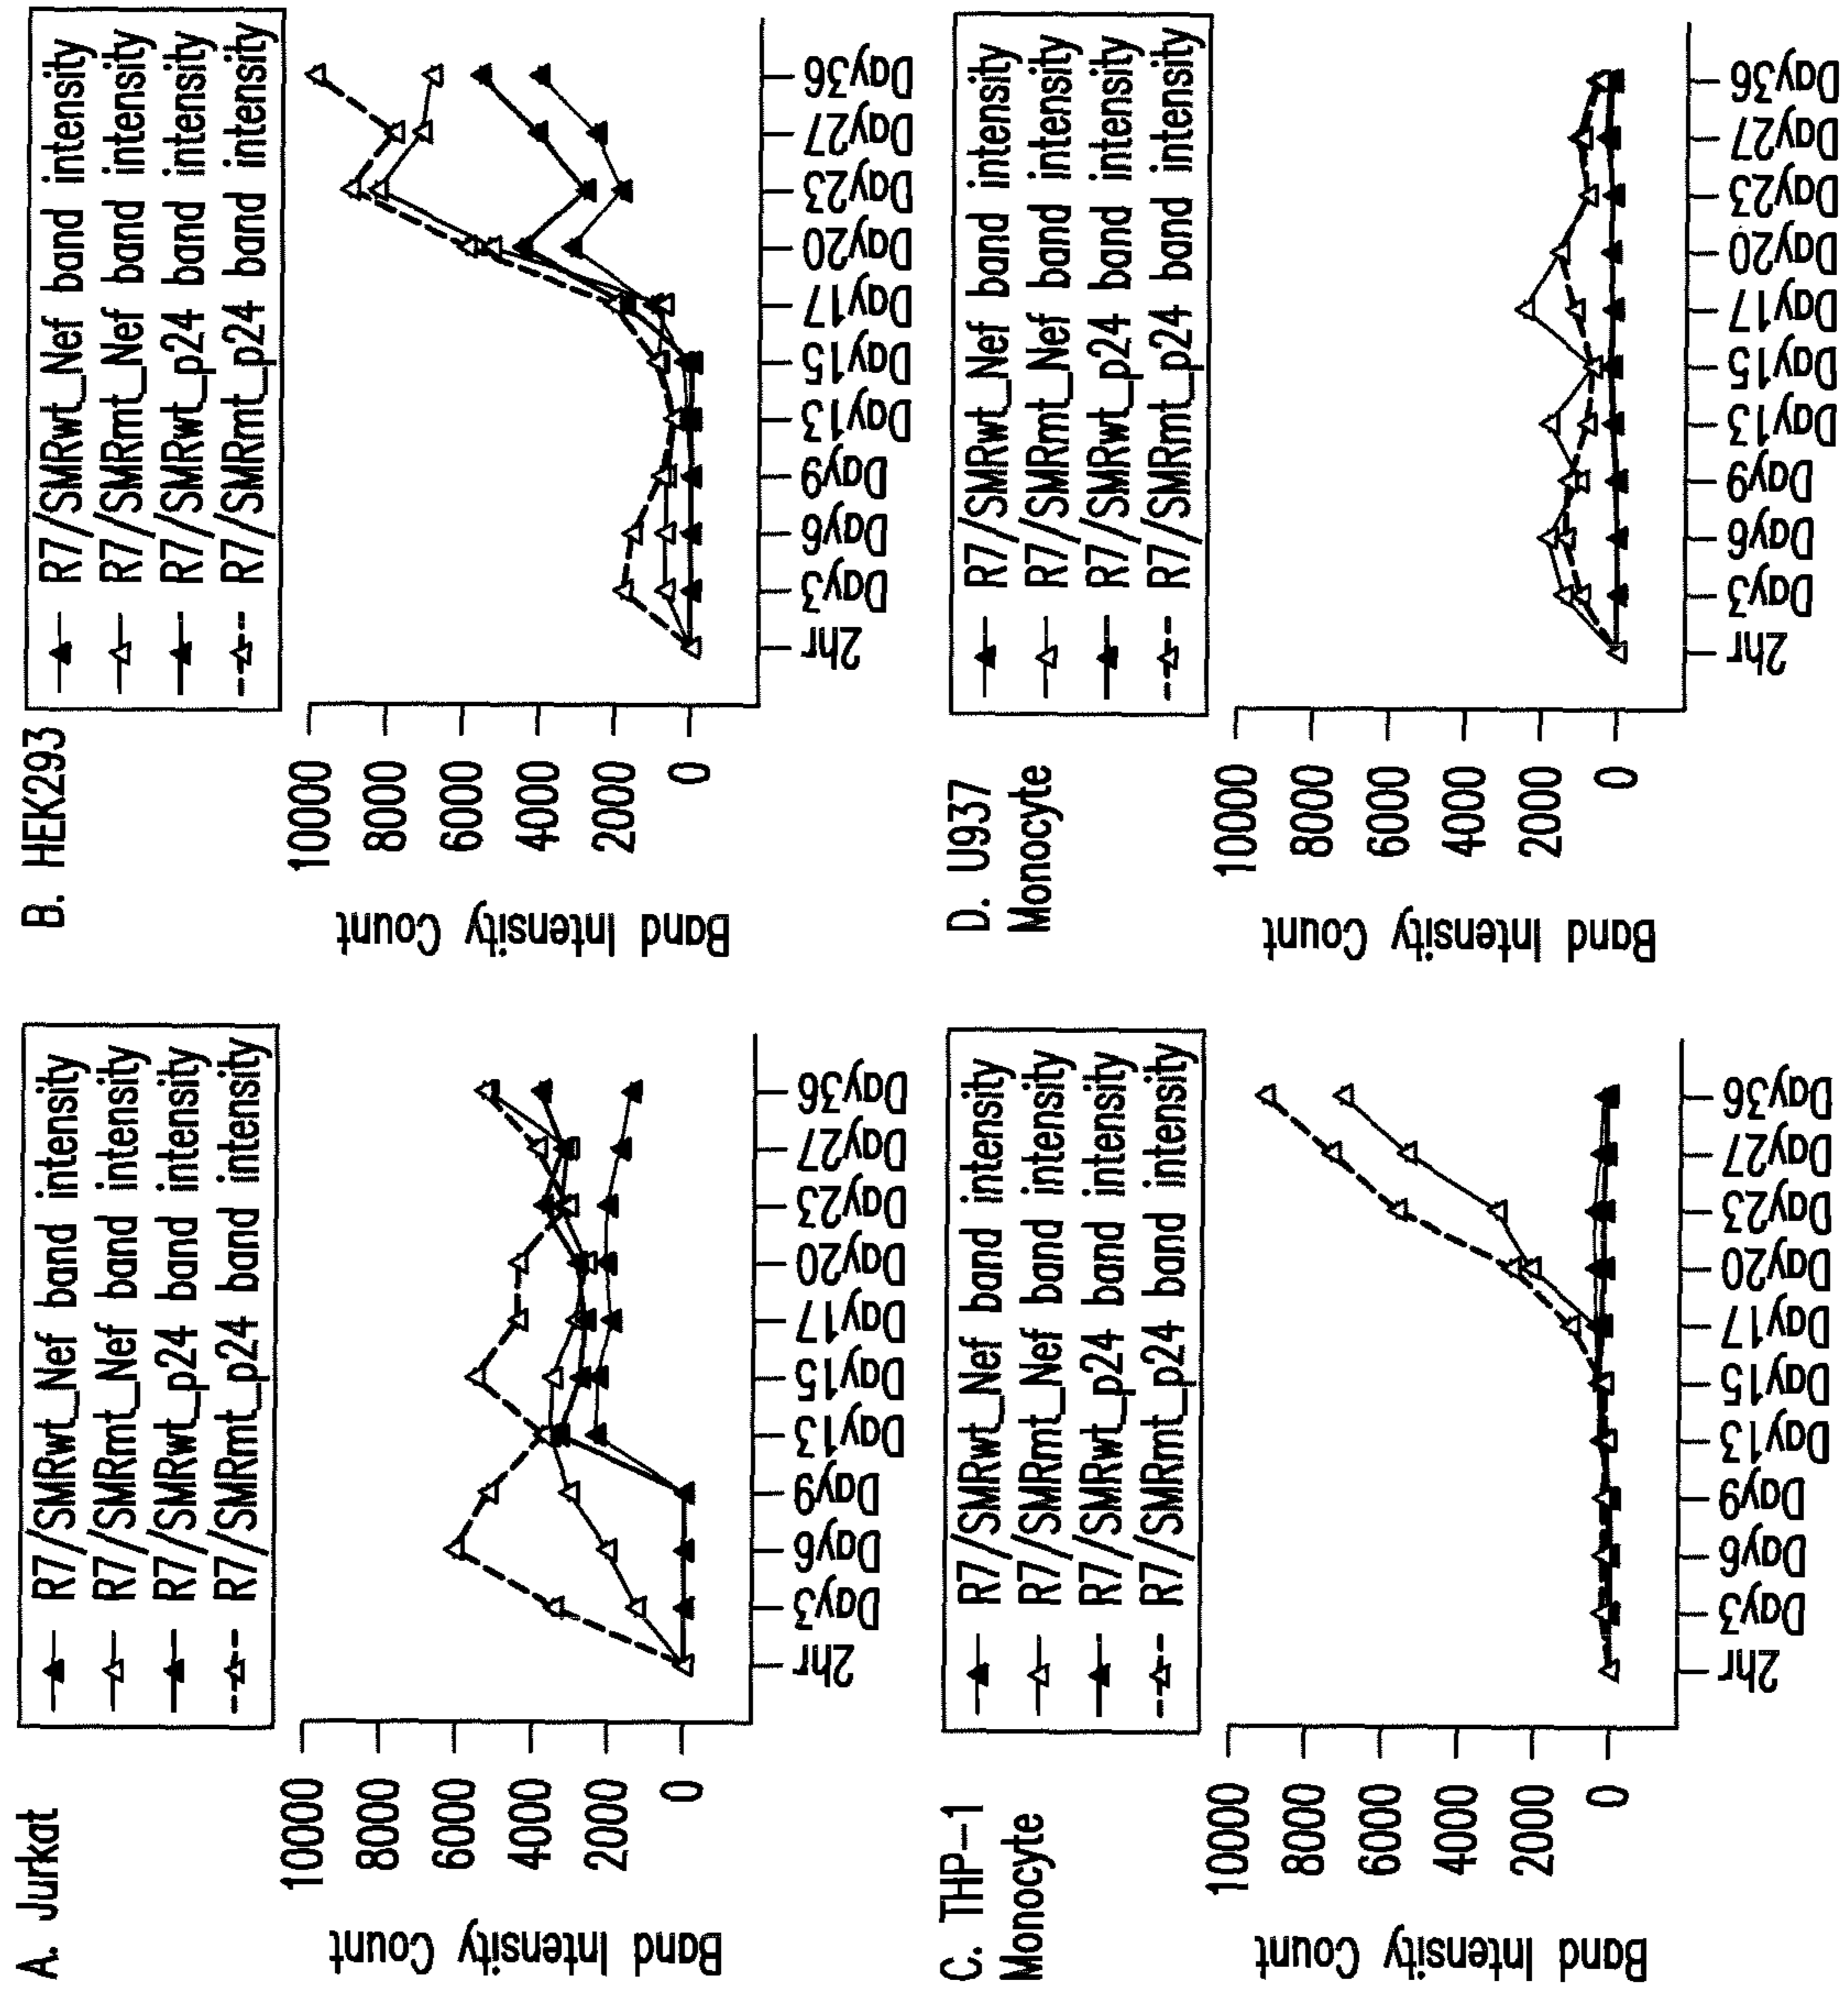 A. Jurkat
R7/SMRwt_Nef band intensity
R7/SMRmt_Nef band intensity
R7/SMRwt_p24 band intensity
R7/SMRmt_p24 band intensity
Band Intensity Count
10000
8000
6000
4000
2000
0
2hr
Day3
Day6
Day9
Day13
Day15
Day17
Day20
Day23
Day27
Day36
B. HEK293
R7/SMRwt_Nef band intensity
R7/SMRmt_Nef band intensity
R7/SMRwt_p24 band intensity
R7/SMRmt_p24 band intensity
Band Intensity Count
10000
8000
6000
4000
2000
0
2hr
Day3
Day6
Day9
Day13
Day15
Day17
Day20
Day23
Day27
Day36
C. THP-1
Monocyte
R7/SMRwt_Nef band intensity
R7/SMRmt_Nef band intensity
R7/SMRwt_p24 band intensity
R7/SMRmt_p24 band intensity
Band Intensity Count
10000
8000
6000
4000
2000
0
2hr
Day3
Day6
Day9
Day13
Day15
Day17
Day20
Day23
Day27
Day36
D. U937
Monocyte
R7/SMRwt_Nef band intensity
R7/SMRmt_Nef band intensity
R7/SMRwt_p24 band intensity
R7/SMRmt_p24 band intensity
Band Intensity Count
10000
8000
6000
4000
2000
0
2hr
Day3
Day6
Day9
Day13
Day15
Day17
Day20
Day23
Day27
Day36